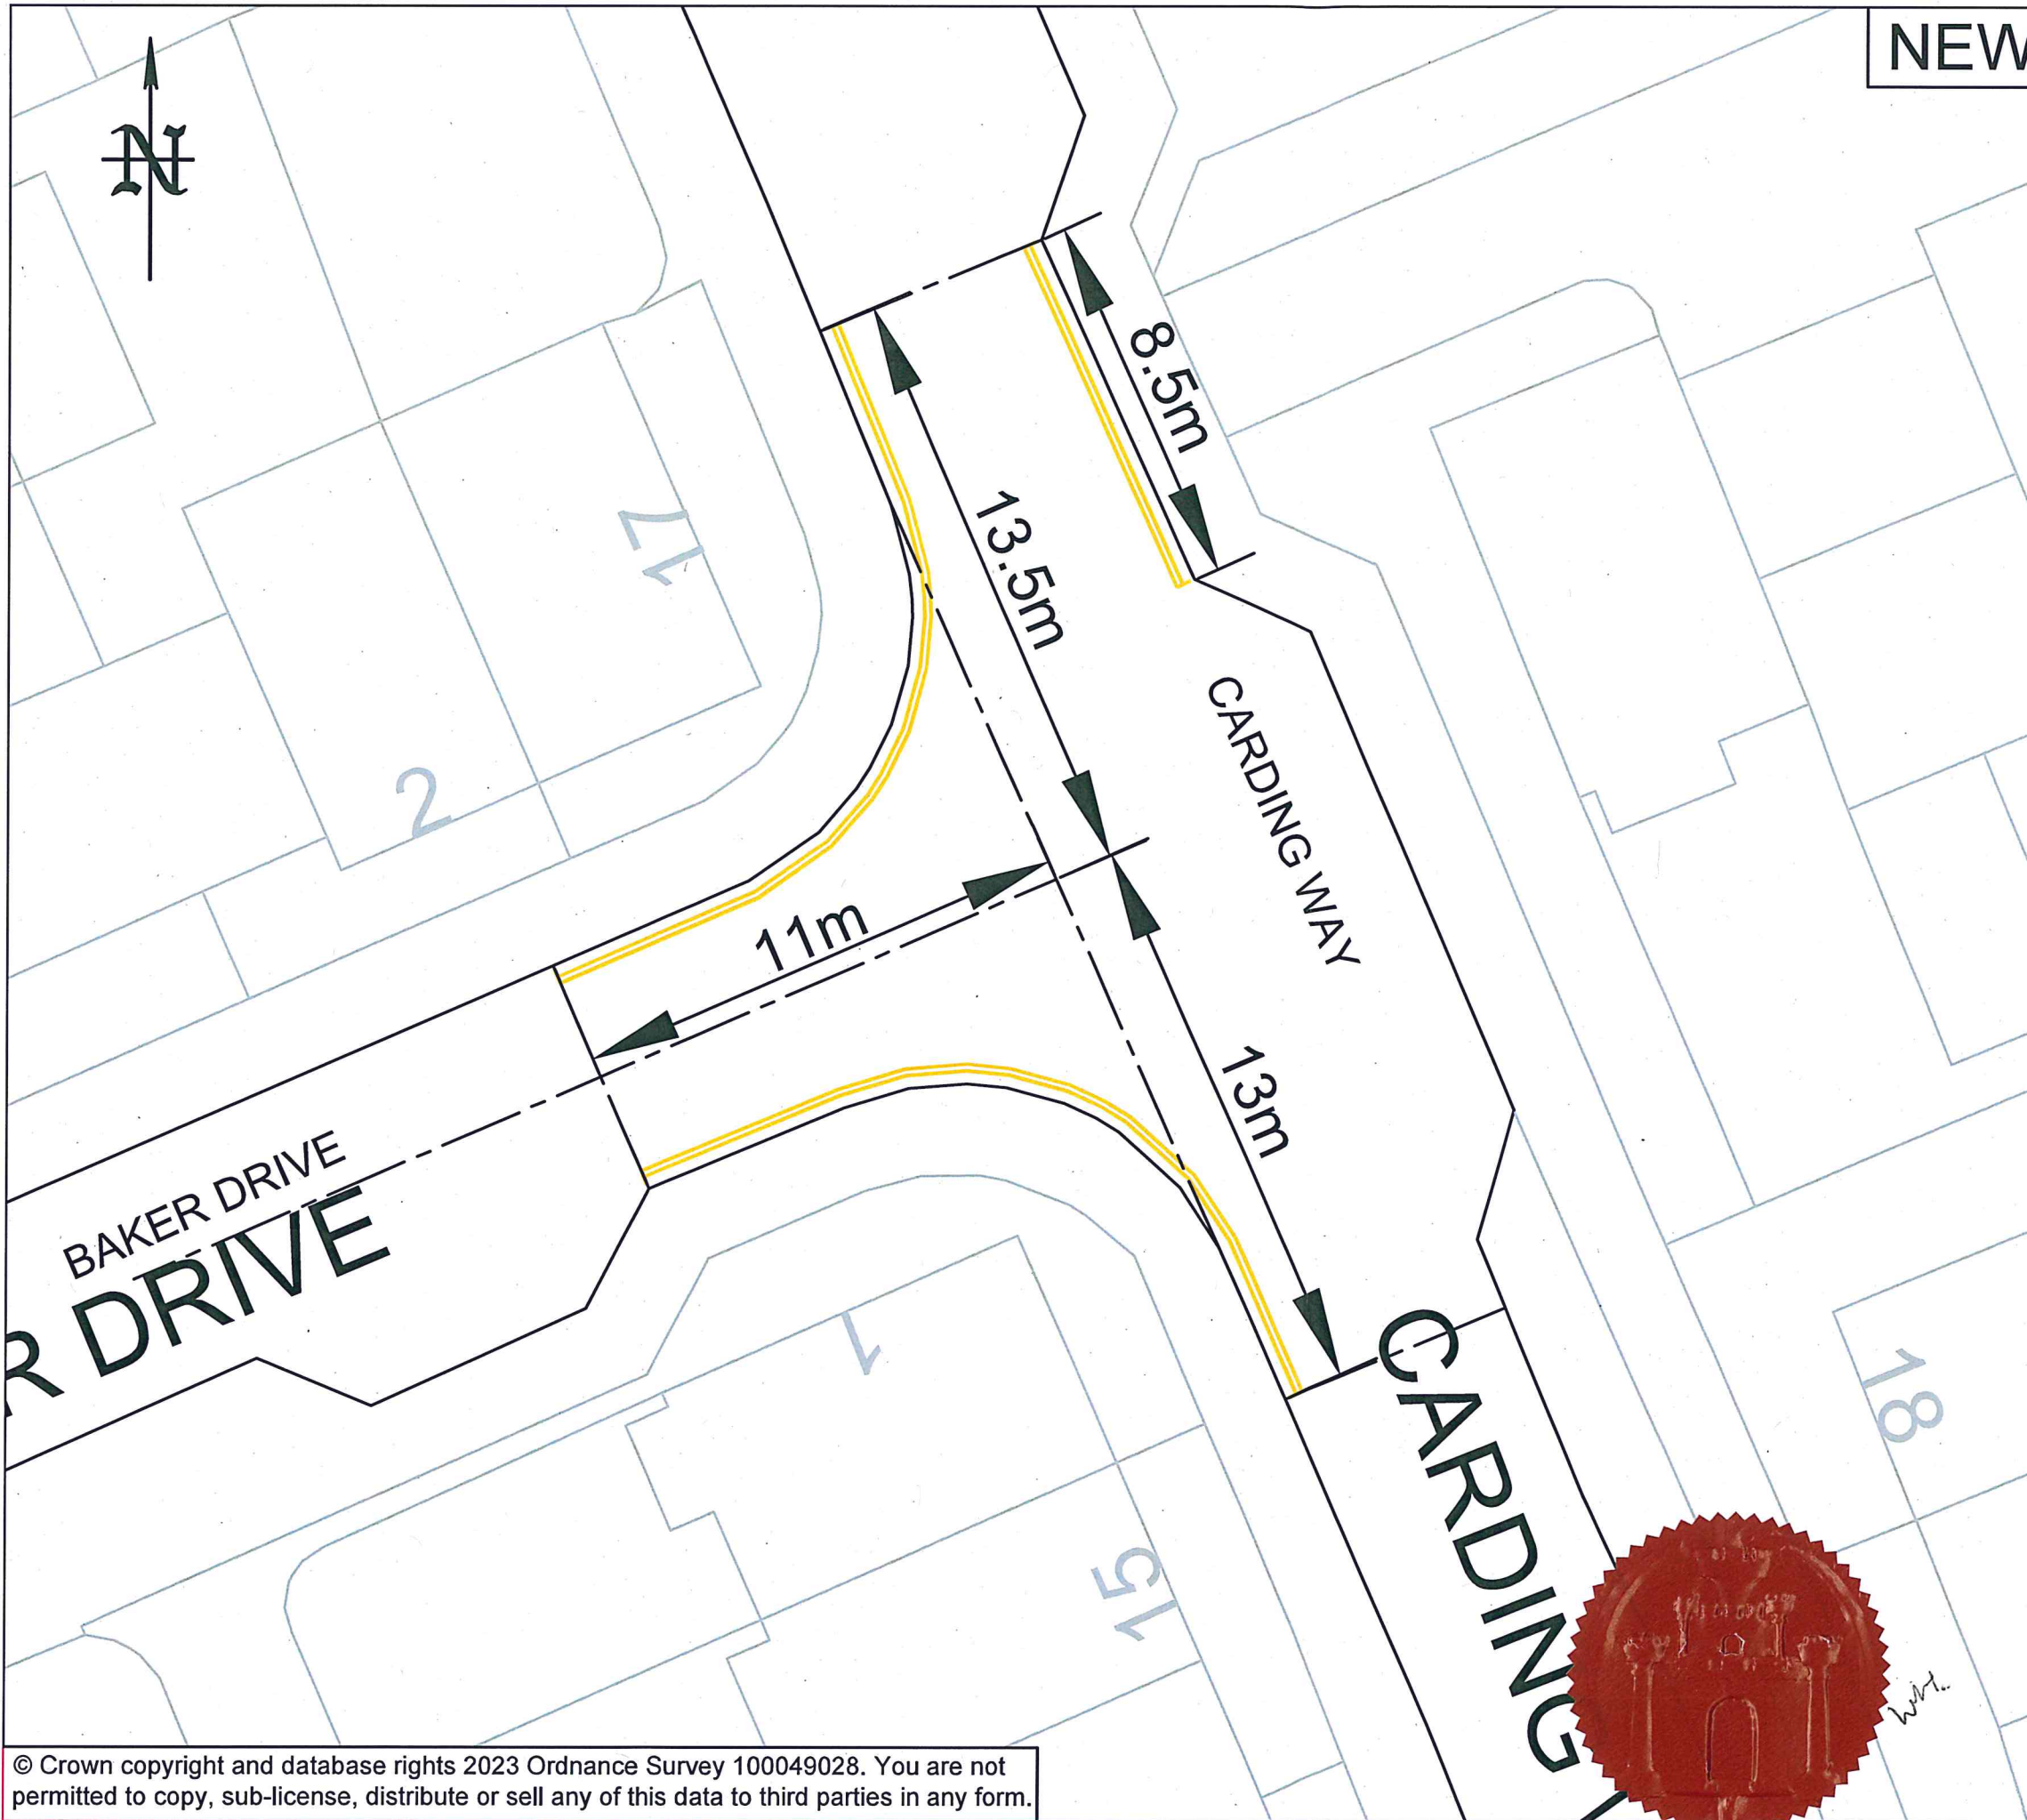 N
NEW
8.5m
13.5m
17
CARDING WAY
2
11m
13m
BAKER DRIVE
R DRIVE
1
CARDING
18
15
© Crown copyright and database rights 2023 Ordnance Survey 100049028. You are not
permitted to copy, sub-license, distribute or sell any of this data to third parties in any form.